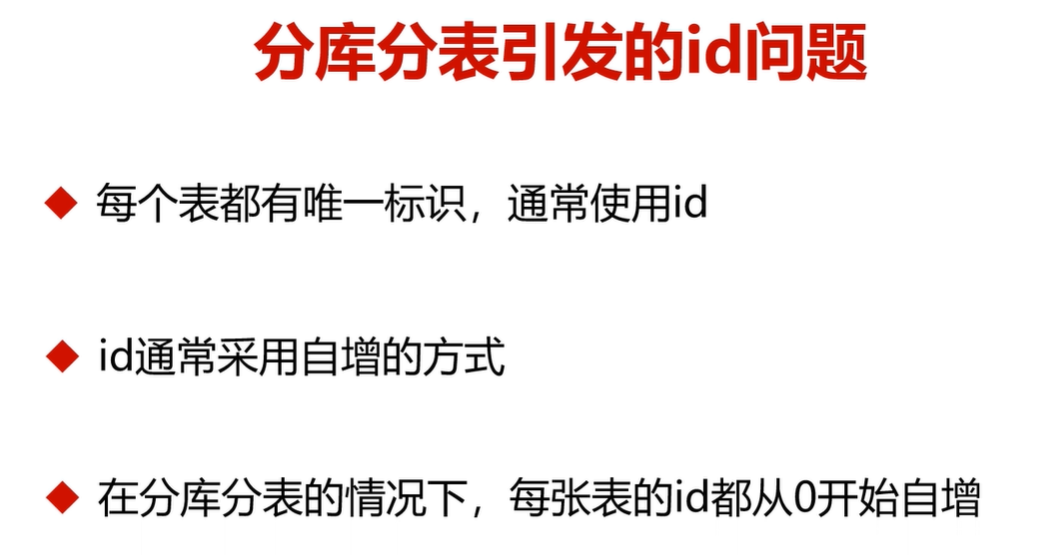 分库分表引发的id问题
每个表都有唯一标识，通常使用id
id通常采用自增的方式
在分库分表的情况下，每张表的id都从0开始自增